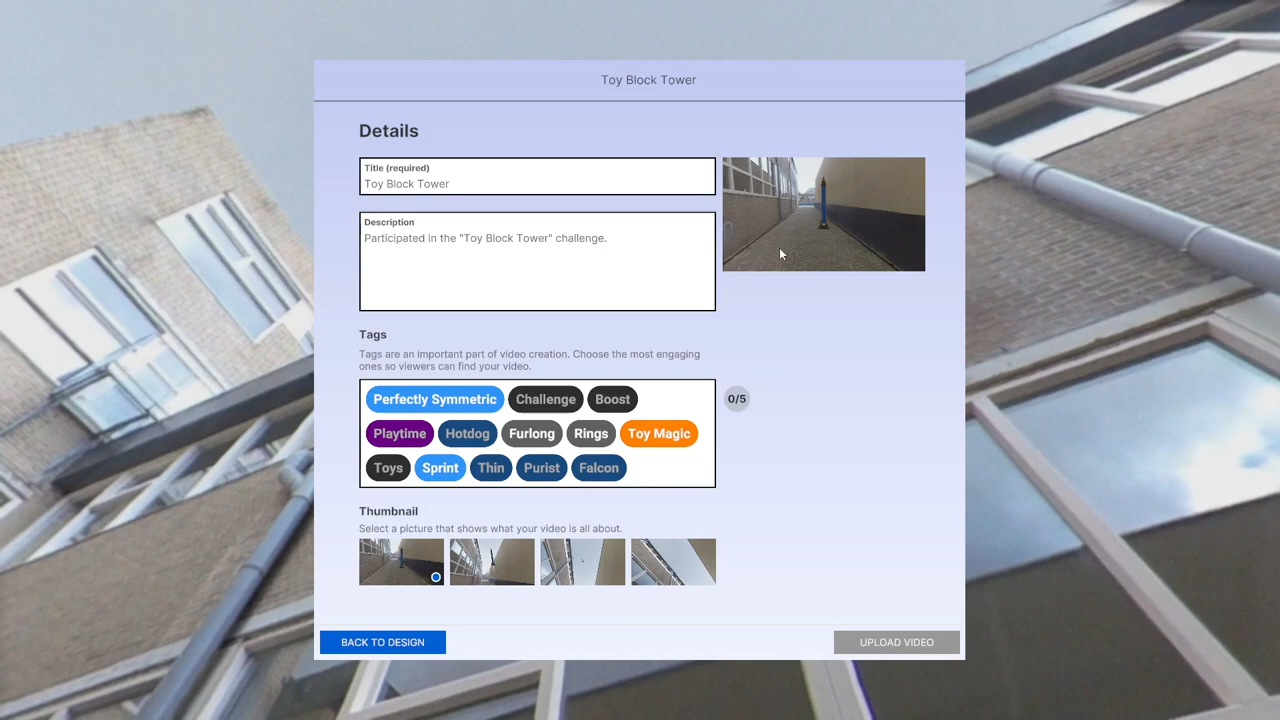 Toy Block Tower
Details
Title (required)
Toy Block Tower
Description
Participated in the "Toy Block Tower" challenge.
Tags
Tags are an important part of video creation. Choose the most engaging
ones so viewers can find your video.
Perfectly Symmetric Challenge Boost
0/5
Playtime Hotdog Furlong Rings Toy Magic
Toys Sprint Thin Purist Falcon
Thumbnail
Select a picture that shows what your video is all about.
BACK TO DESIGN
UPLOAD VIDEO